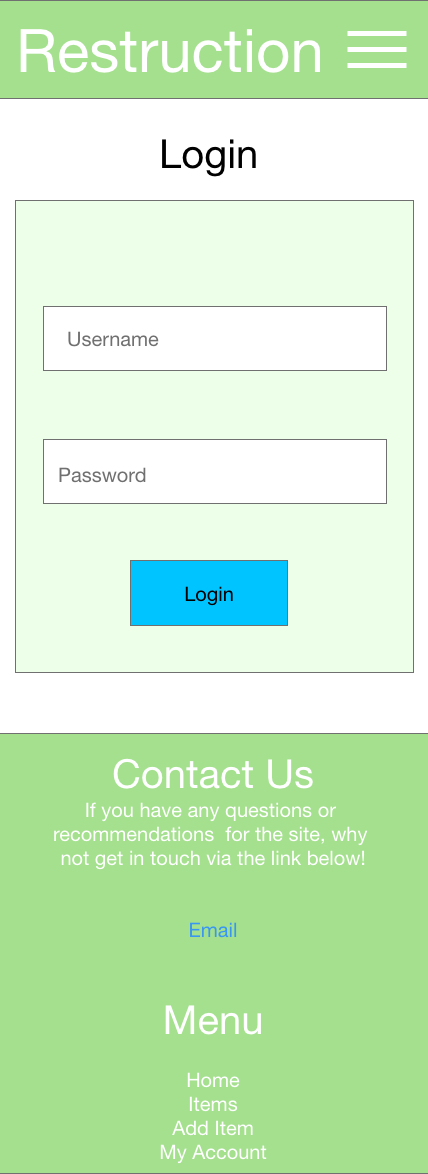 Restruction
Login
Username
Password
Login
Contact Us
If you have any questions or
recommendations  for the site, why
not get in touch via the link below!
Email
Menu
Home
Items
Add Item
My Account